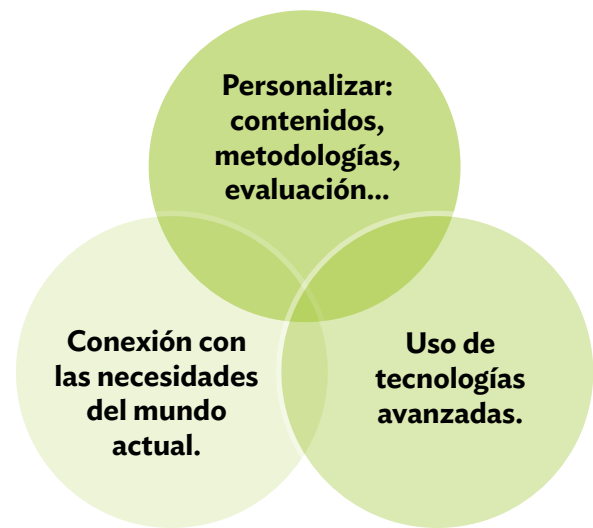 Personalizar:
contenidos,
metodologías,
evaluación...
Conexión con
las necesidades
del mundo
actual.
Uso de
tecnologías
avanzadas.